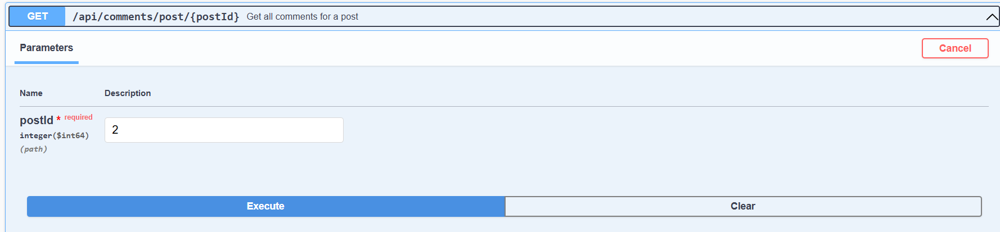 GET /api/comments/post/{postId} Get all comments for a post
Parameters
Cancel
Name Description
postId * required
integer($int64)
(path)
2
Execute Clear